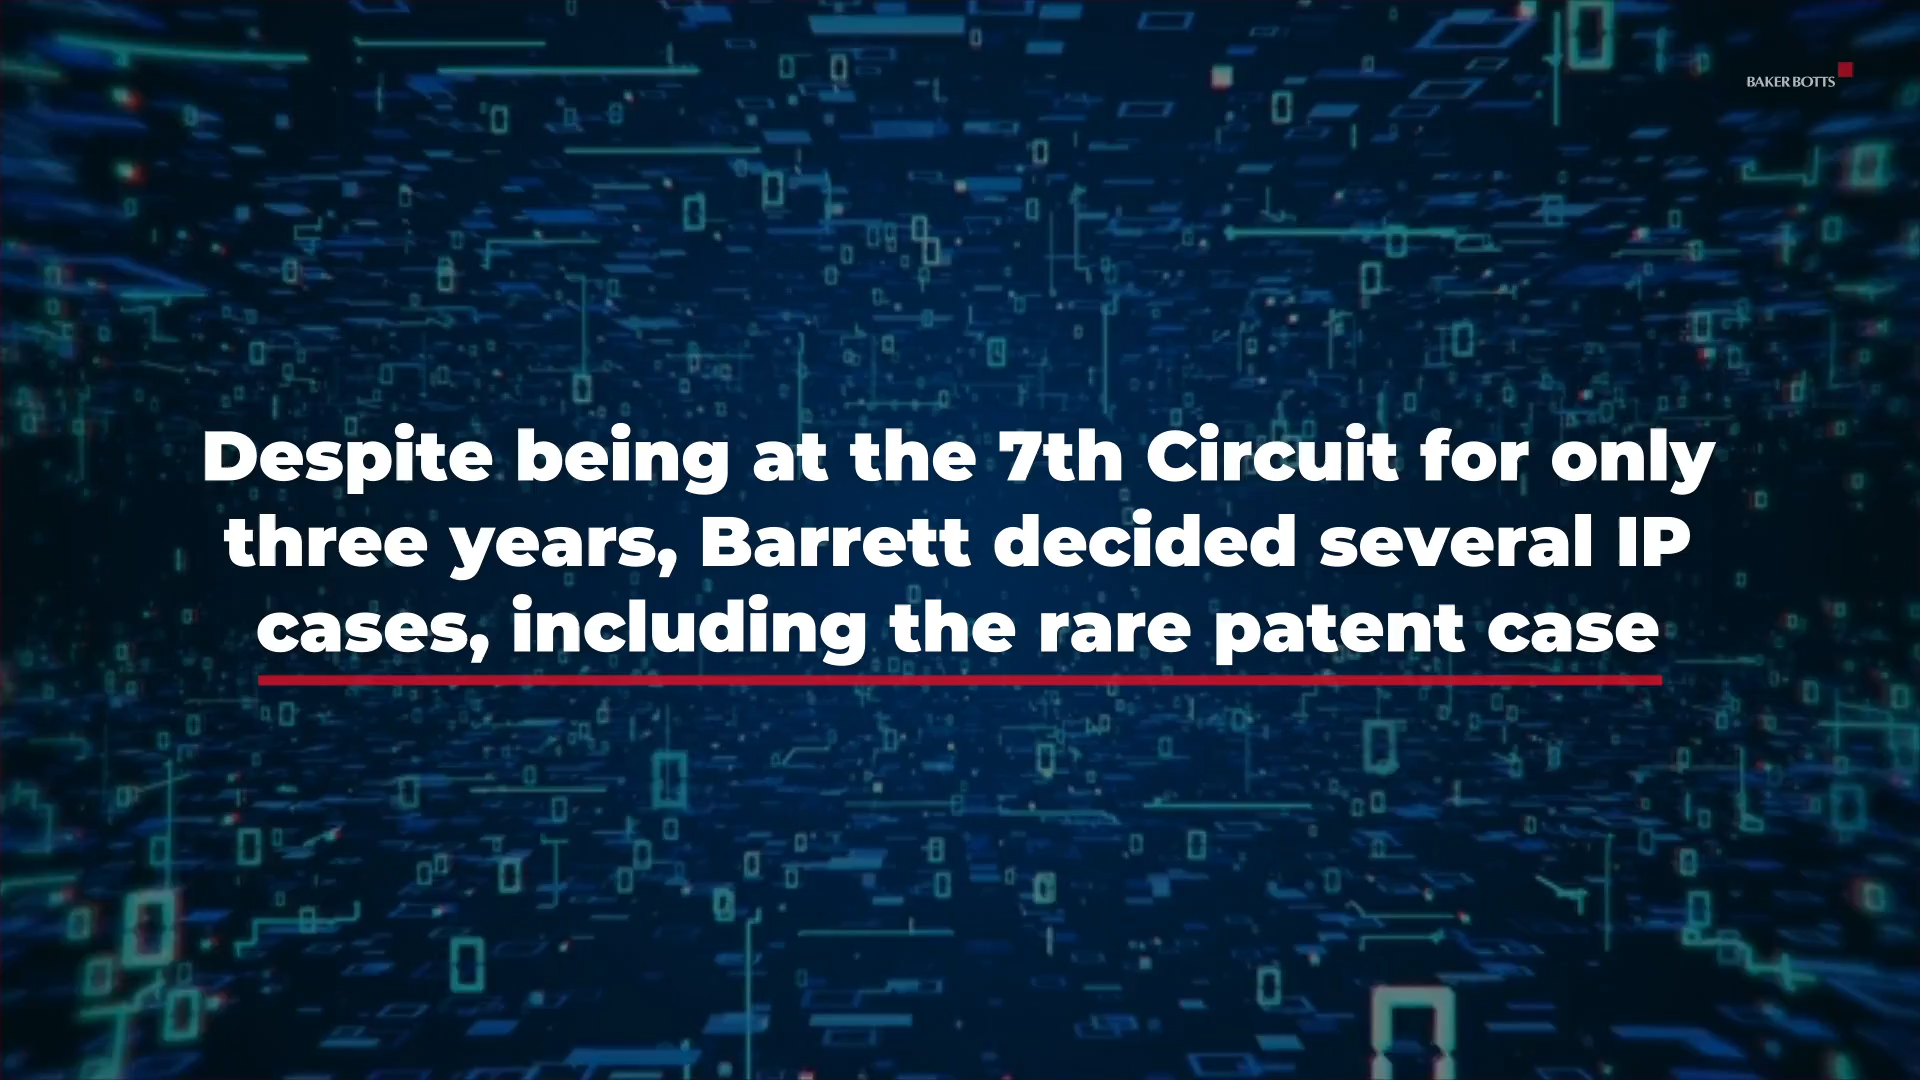 BAKER BOTTS
Despite being at the 7th Circuit for only
three years, Barrett decided several IP
cases, including the rare patent case